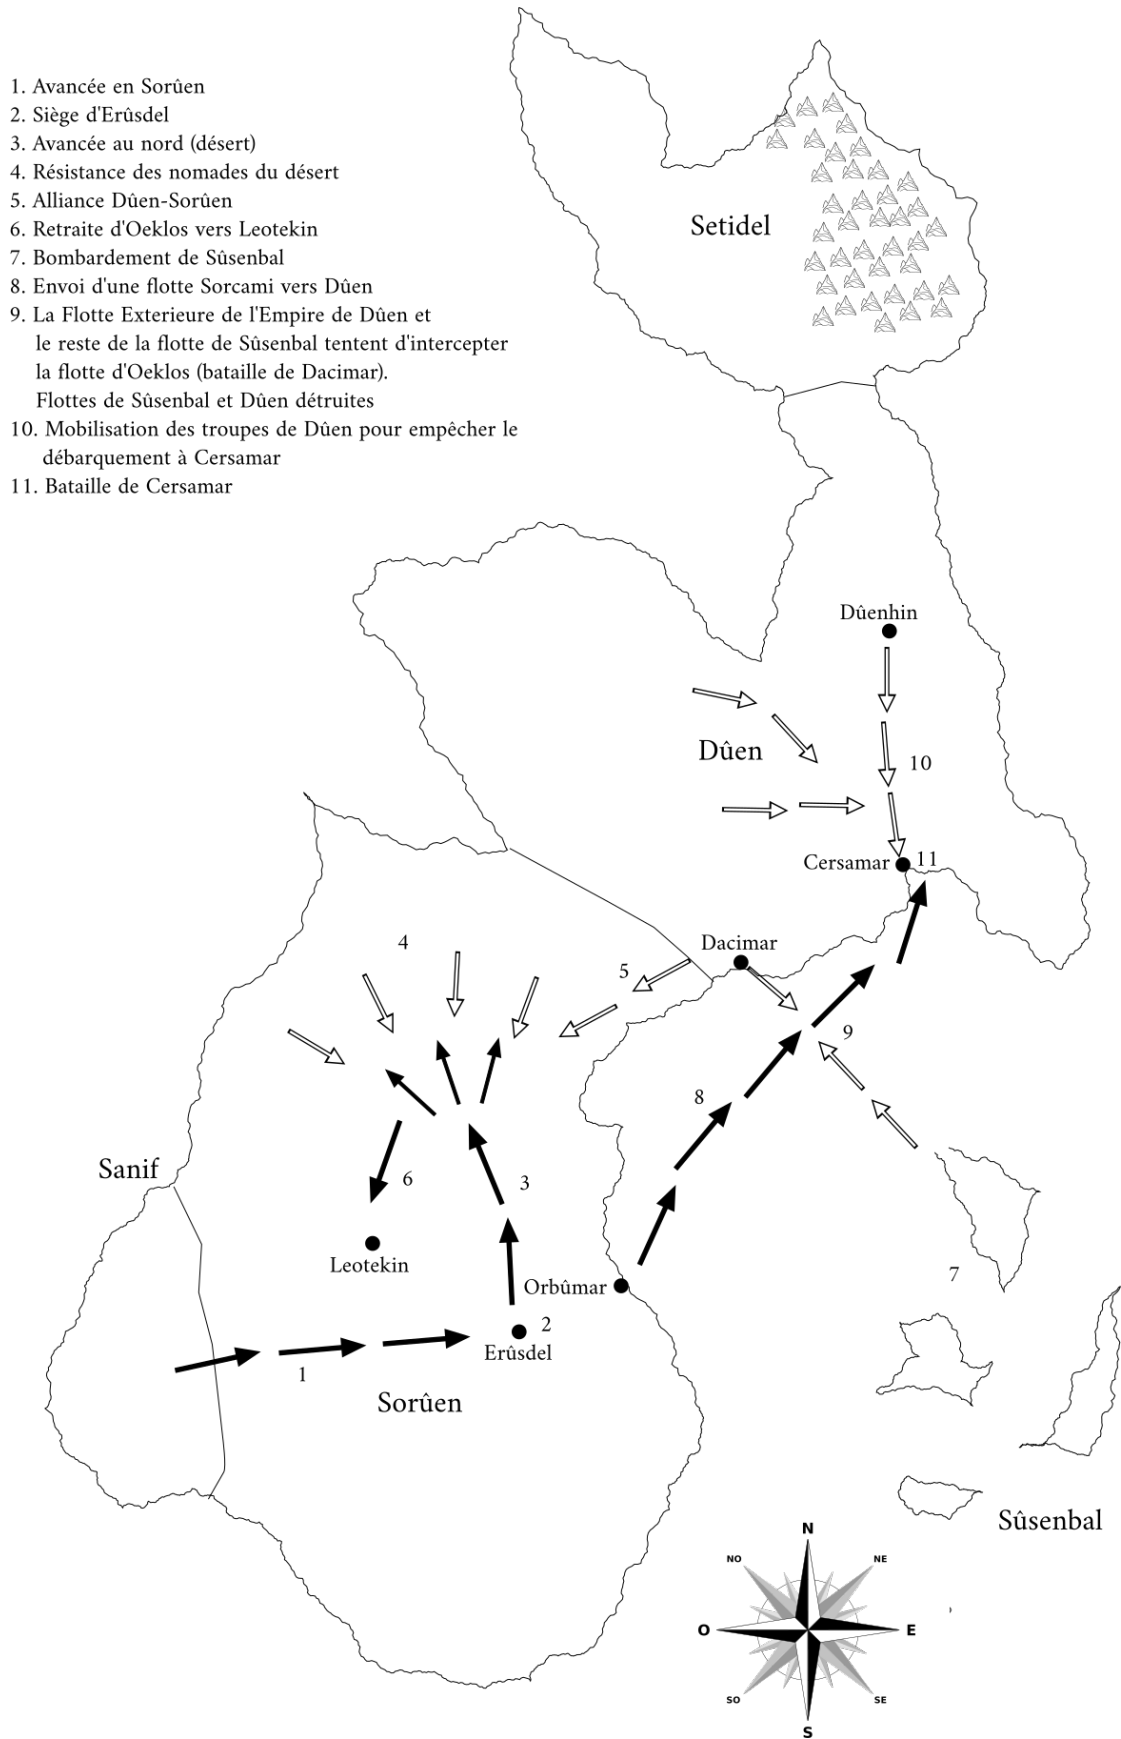 1. Avancée en Sorûen
2. Siège d'Erûsdel
3. Avancée au nord (désert)
4. Résistance des nomades du désert
5. Alliance Dûen-Sorûen
6. Retraite d'Oeklos vers Leotekin
7. Bombardement de Sûsenbal
8. Envoi d'une flotte Sorcami vers Dûen
9. La Flotte Exterieure de l'Empire de Dûen et
le reste de la flotte de Sûsenbal tentent d'intercepter
la flotte d'Oeklos (bataille de Dacimar).
Flottes de Sûsenbal et Dûen détruites
10. Mobilisation des troupes de Dûen pour empêcher le
débarquement à Cersamar
11. Bataille de Cersamar
Setidel
Dûenhin
Dûen
10
Cersamar
11
4
Dacimar
5
9
8
Sanif
6
3
Leotekin
7
Orbûmar
2
Erûsdel
1
Sorûen
Sûsenbal
N
NO
NE
O
E
SO
SE
S